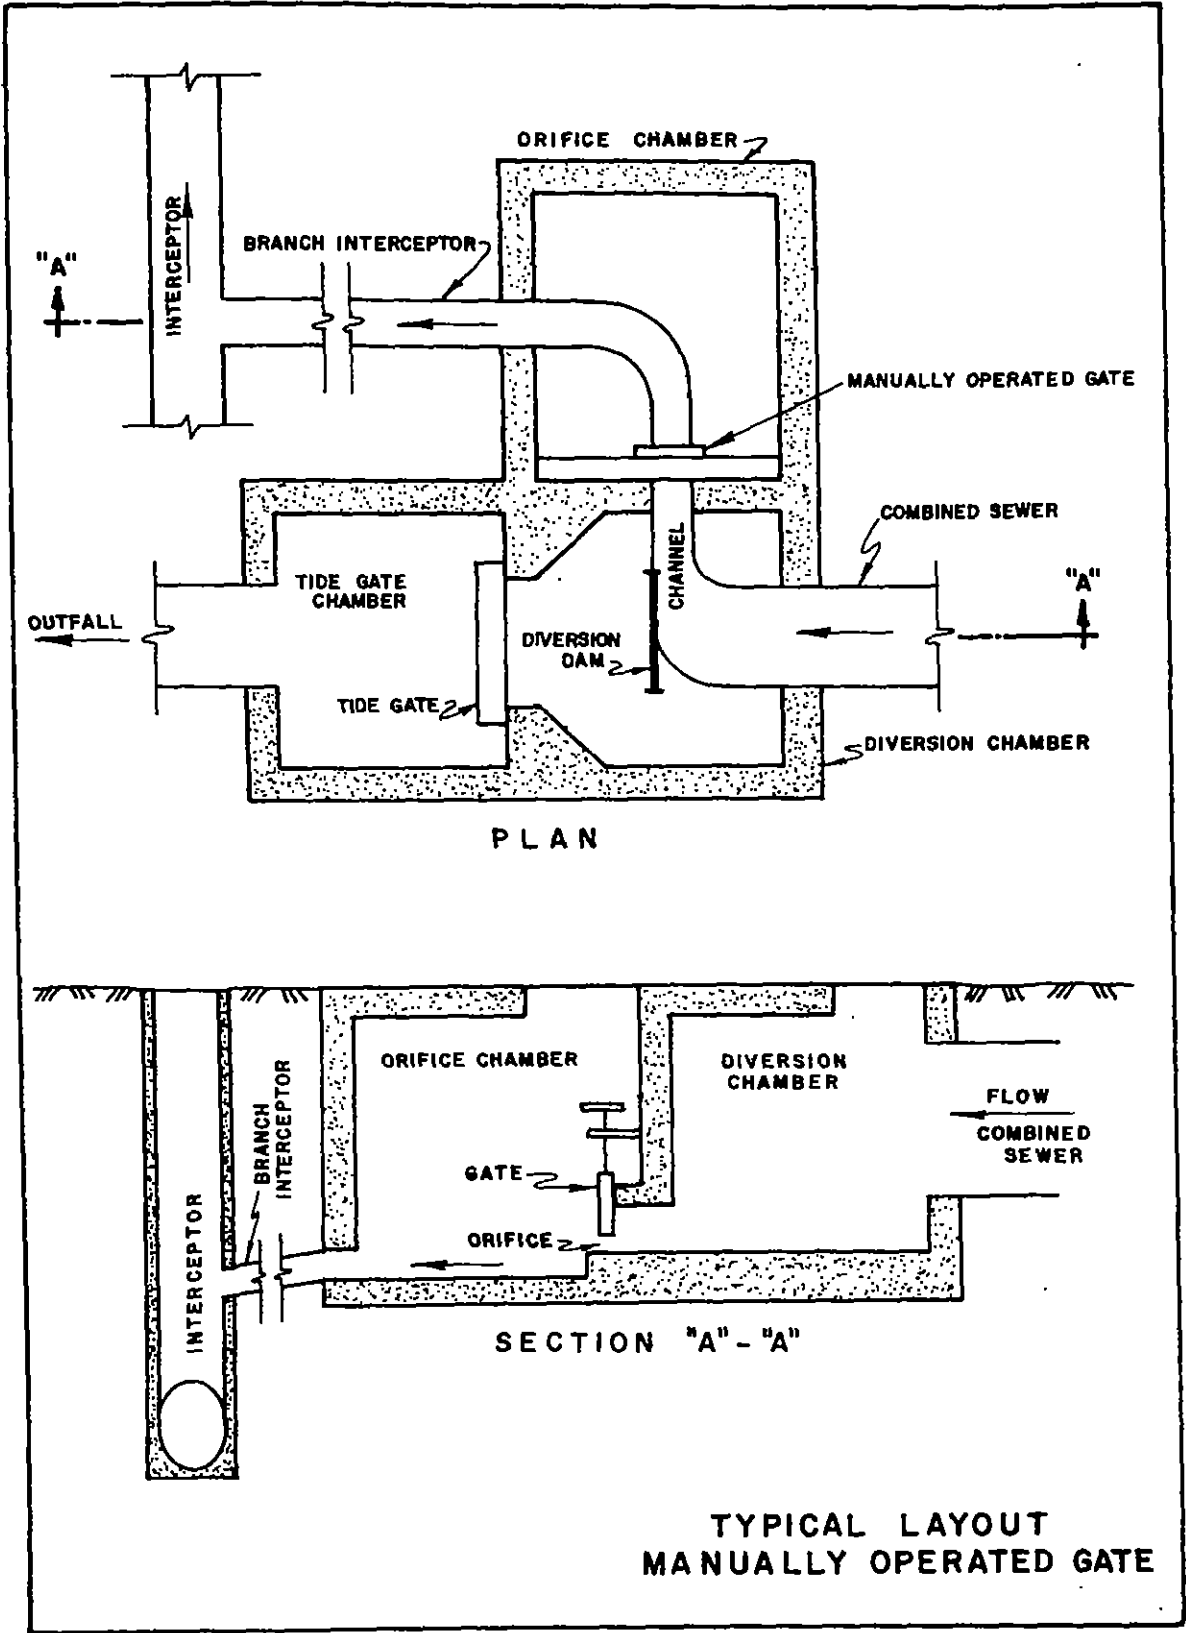 ORIFICE CHAMBER
INTERCEPTOR
BRANCH INTERCEPTOR
"A"
MANUALLY OPERATED GATE
COMBINED SEWER
CHANNEL
TIDE GATE
CHAMBER
"A"
OUTFALL
DIVERSION
DAM
TIDE GATE
DIVERSION CHAMBER
PLAN
ORIFICE CHAMBER
DIVERSION
CHAMBER
BRANCH
INTERCEPTOR
FLOW
COMBINED
SEWER
GATE
INTERCEPTOR
ORIFICE
SECTION "A"-"A"
TYPICAL LAYOUT
MANUALLY OPERATED GATE